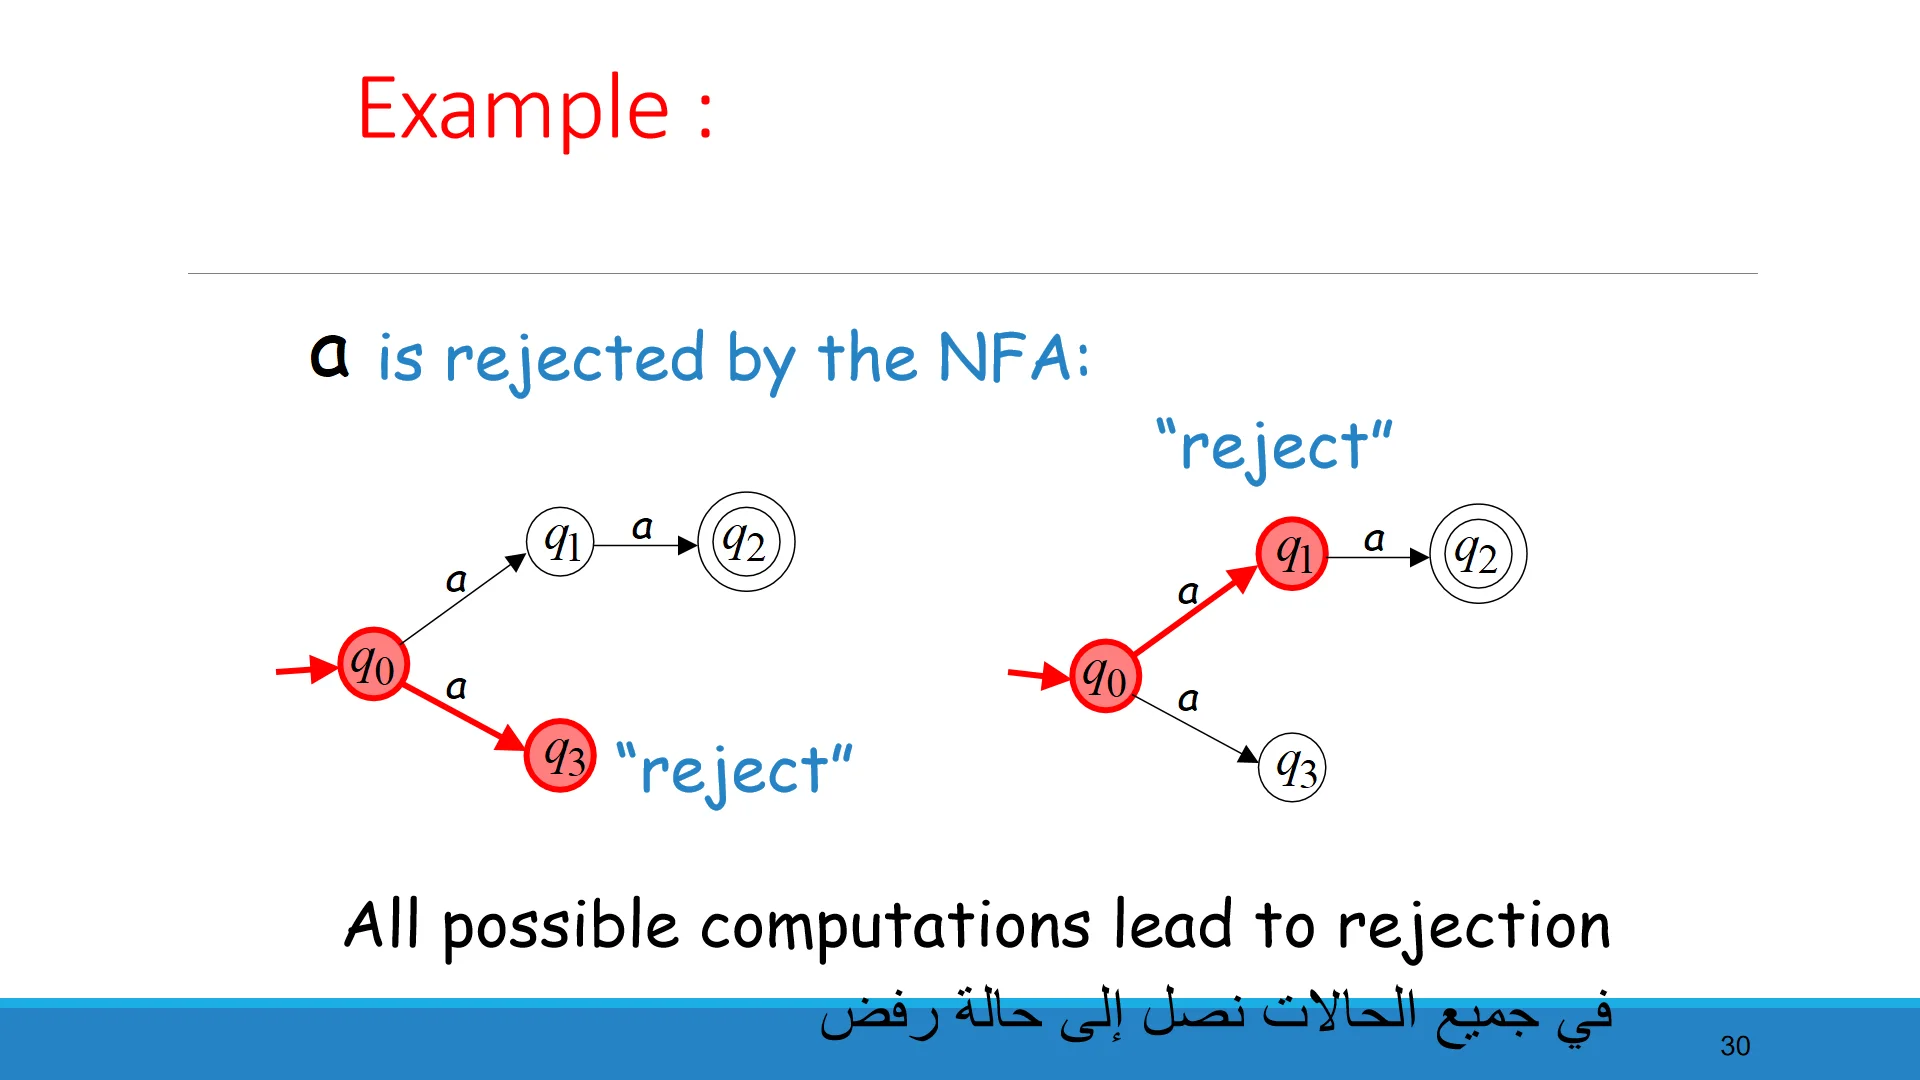 Example :
a is rejected by the NFA:
“reject”
q1 a q2
a
q0
a
q3 “reject”
q1 a q2
a
q0
a
q3
All possible computations lead to rejection
في جميع الحالات نصل إلى حالة رفض
30